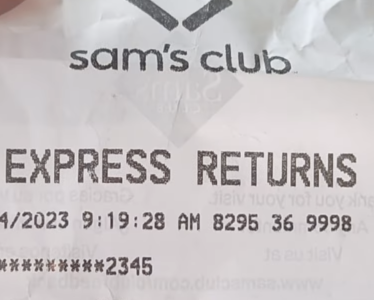 sam's club
EXPRESS RETURNS
4/2023 9:19:28 AM 8295 36 9998
*********2345